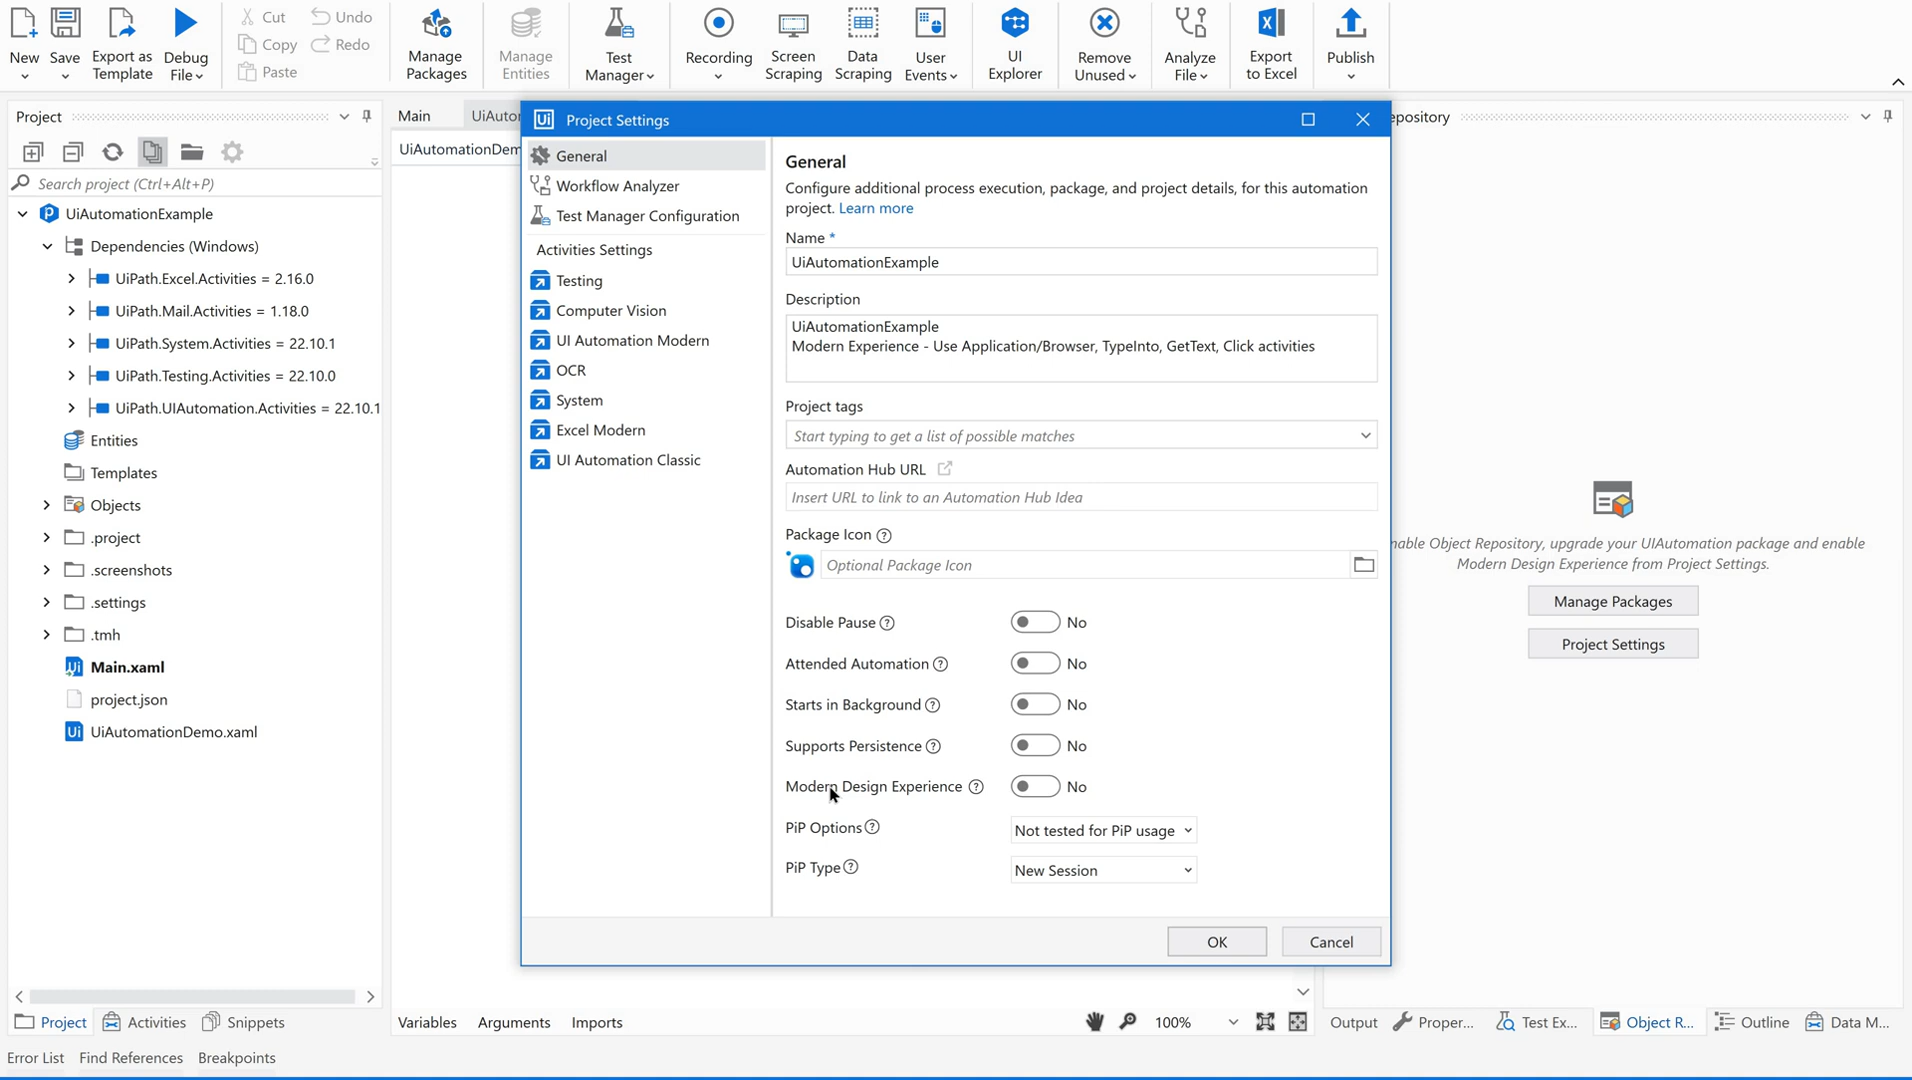 New
Save
Export as
Template
Debug
File
Cut
Copy
Paste
Undo
Redo
Manage
Packages
Manage
Entities
Test
Manager
Recording
Screen
Scraping
Data
Scraping
User
Events
UI
Explorer
Remove
Unused
Analyze
File
Export
to Excel
Publish
Project
Search project (Ctrl+Alt+P)
UiAutomationExample
Dependencies (Windows)
UiPath.Excel.Activities = 2.16.0
UiPath.Mail.Activities = 1.18.0
UiPath.System.Activities = 22.10.1
UiPath.Testing.Activities = 22.10.0
UiPath.UIAutomation.Activities = 22.10.1
Entities
Templates
Objects
.project
.screenshots
.settings
.tmh
Main.xaml
project.json
UiAutomationDemo.xaml
Project
Activities
Snippets
Main
UiAuto
UiAutomationDem
Ui Project Settings
General
Workflow Analyzer
Test Manager Configuration
Activities Settings
Testing
Computer Vision
UI Automation Modern
OCR
System
Excel Modern
UI Automation Classic
General
Configure additional process execution, package, and project details, for this automation
project. Learn more
Name *
UiAutomationExample
Description
UiAutomationExample
Modern Experience - Use Application/Browser, TypeInto, GetText, Click activities
Project tags
Start typing to get a list of possible matches
Automation Hub URL
Insert URL to link to an Automation Hub Idea
Package Icon ?
Optional Package Icon
Disable Pause ? No
Attended Automation ? No
Starts in Background ? No
Supports Persistence ? No
Modern Design Experience ? No
PiP Options ? Not tested for PiP usage
PiP Type ? New Session
OK
Cancel
epository
nable Object Repository, upgrade your UIAutomation package and enable
Modern Design Experience from Project Settings.
Manage Packages
Project Settings
Variables
Arguments
Imports
100%
Output
Proper...
Test Ex...
Object R...
Outline
Data M...
Error List
Find References
Breakpoints